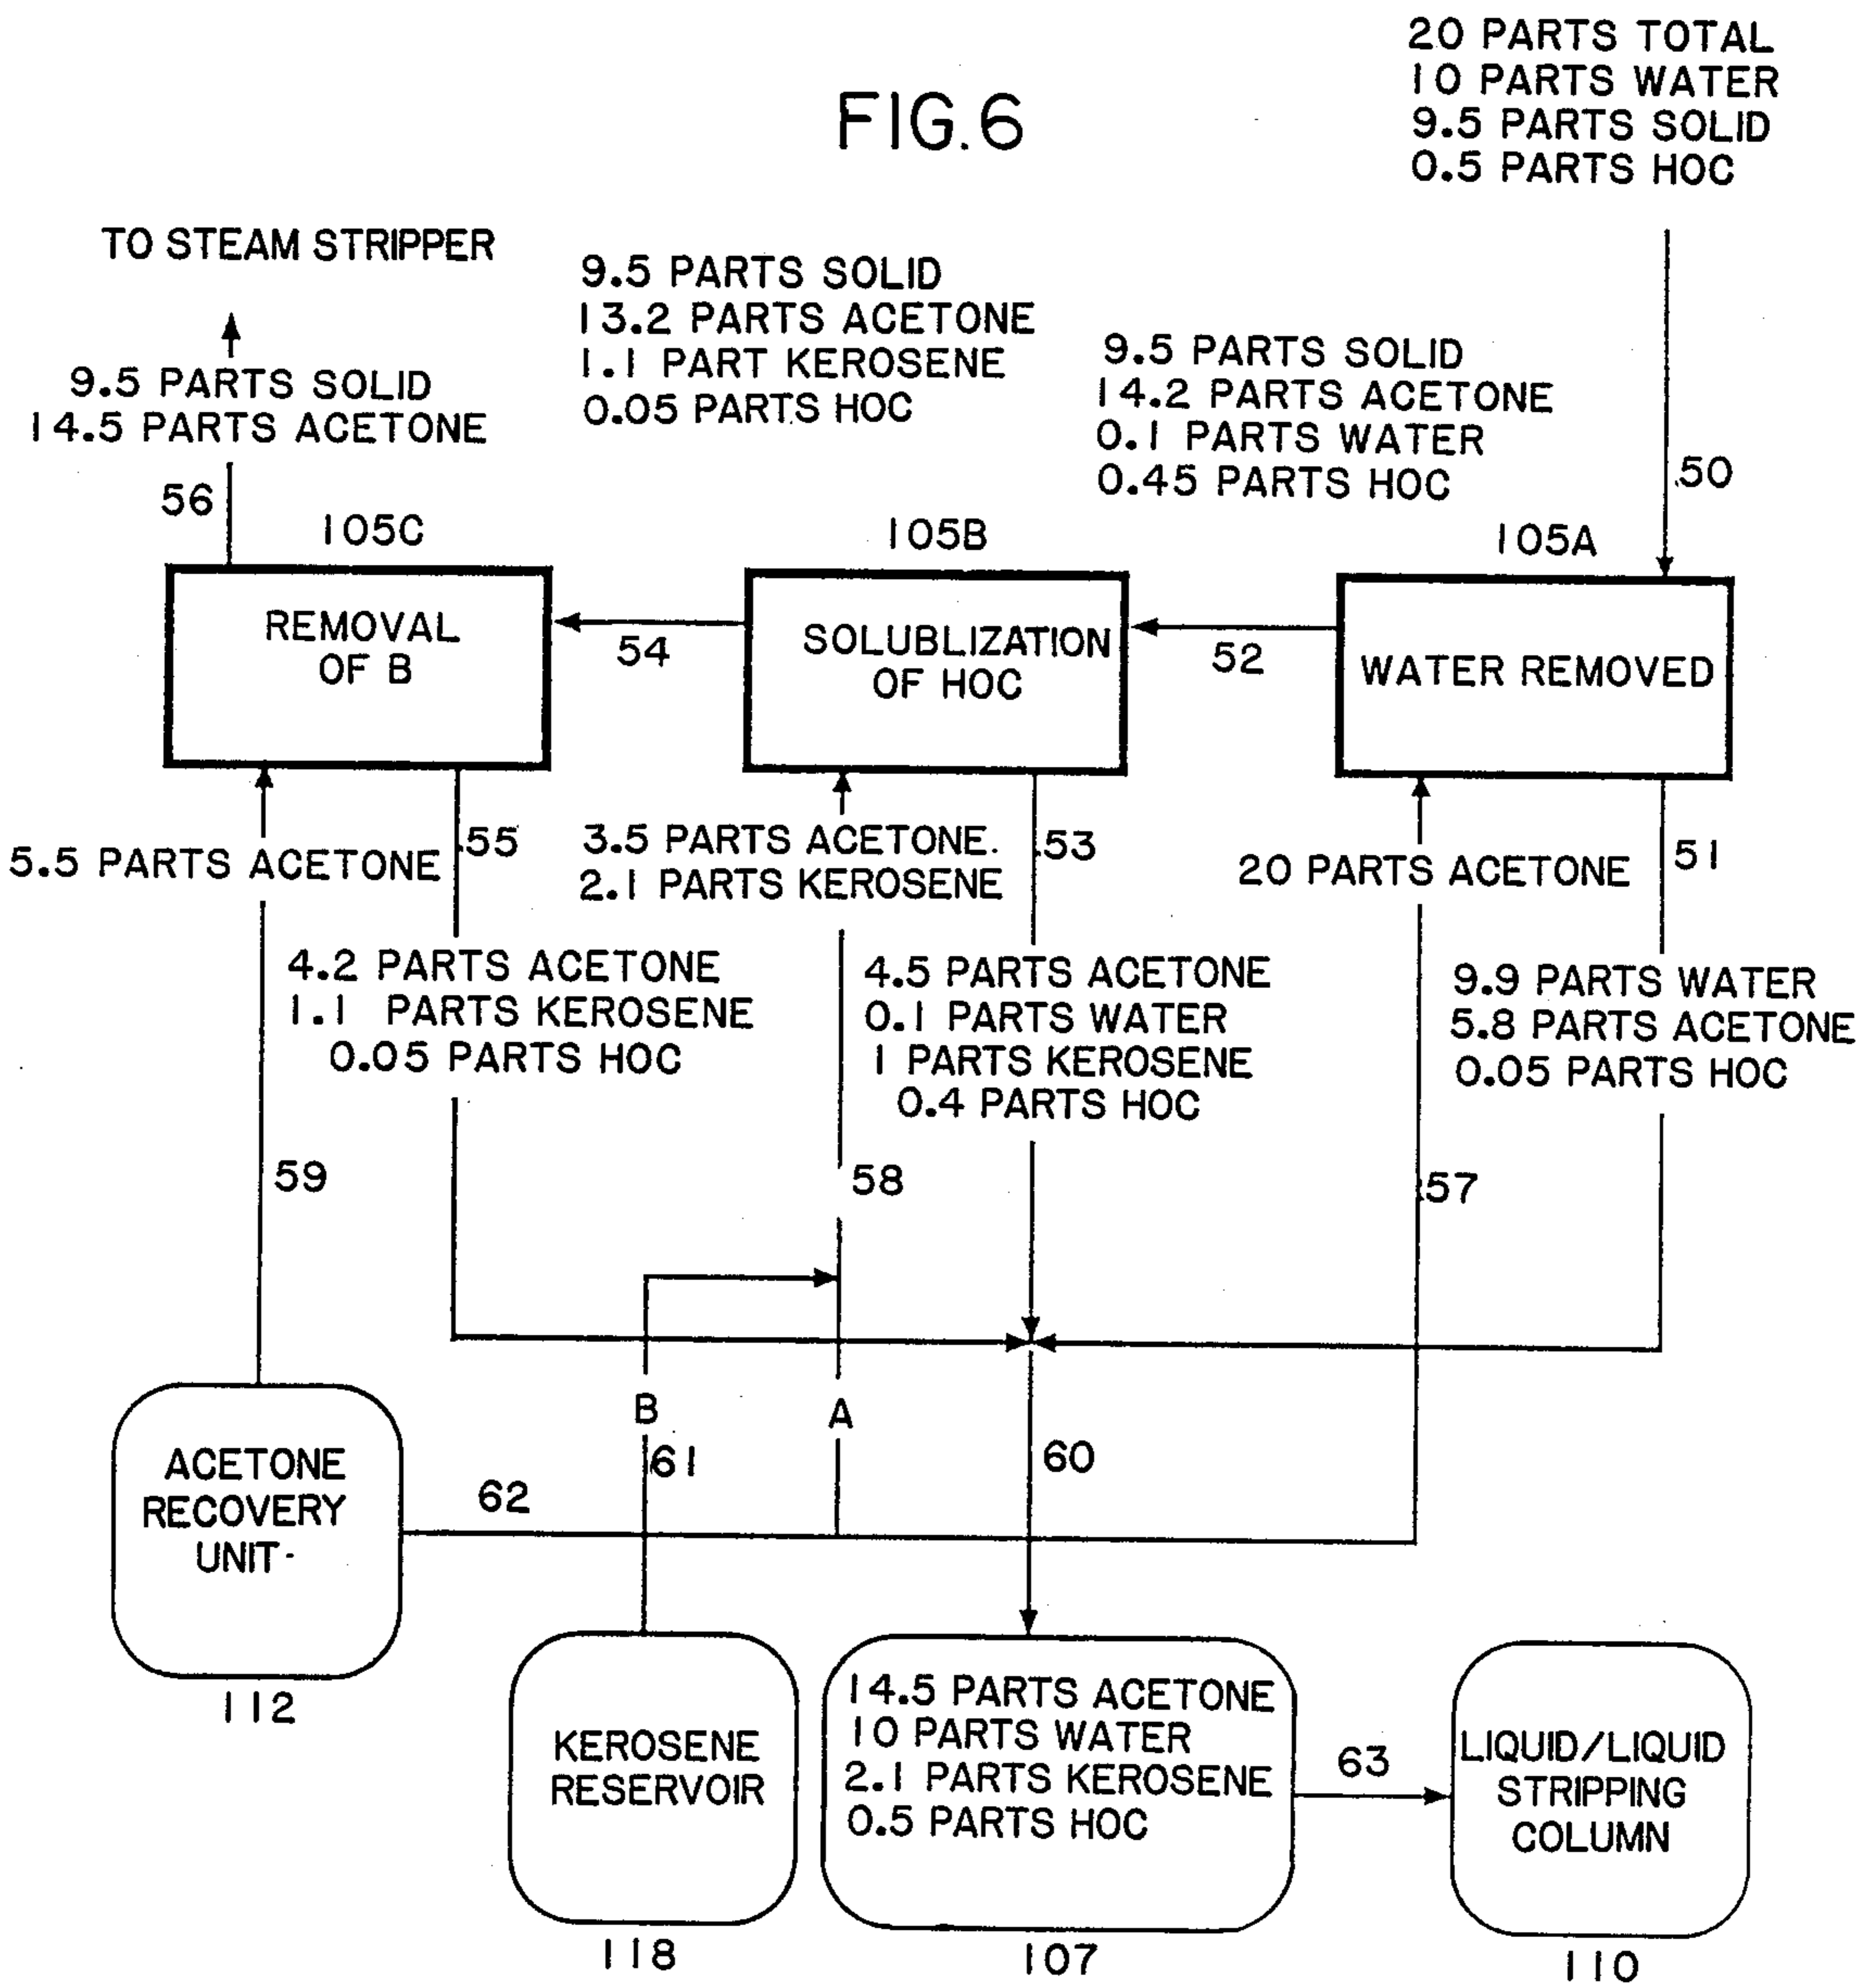 FIG.6
20 PARTS TOTAL
10 PARTS WATER
9.5 PARTS SOLID
0.5 PARTS HOC
TO STEAM STRIPPER
9.5 PARTS SOLID
14.5 PARTS ACETONE
9.5 PARTS SOLID
13.2 PARTS ACETONE
1.1 PART KEROSENE
0.05 PARTS HOC
9.5 PARTS SOLID
14.2 PARTS ACETONE
0.1 PARTS WATER
0.45 PARTS HOC
50
56
105C
105B
105A
REMOVAL
OF B
54
SOLUBLIZATION
OF HOC
52
WATER REMOVED
5.5 PARTS ACETONE
55
3.5 PARTS ACETONE.
2.1 PARTS KEROSENE
53
20 PARTS ACETONE
51
4.2 PARTS ACETONE
1.1 PARTS KEROSENE
0.05 PARTS HOC
4.5 PARTS ACETONE
0.1 PARTS WATER
1 PARTS KEROSENE
0.4 PARTS HOC
9.9 PARTS WATER
5.8 PARTS ACETONE
0.05 PARTS HOC
59
58
57
B
A
61
60
62
ACETONE
RECOVERY
UNIT
112
KEROSENE
RESERVOIR
118
14.5 PARTS ACETONE
10 PARTS WATER
2.1 PARTS KEROSENE
0.5 PARTS HOC
107
63
LIQUID/LIQUID
STRIPPING
COLUMN
110